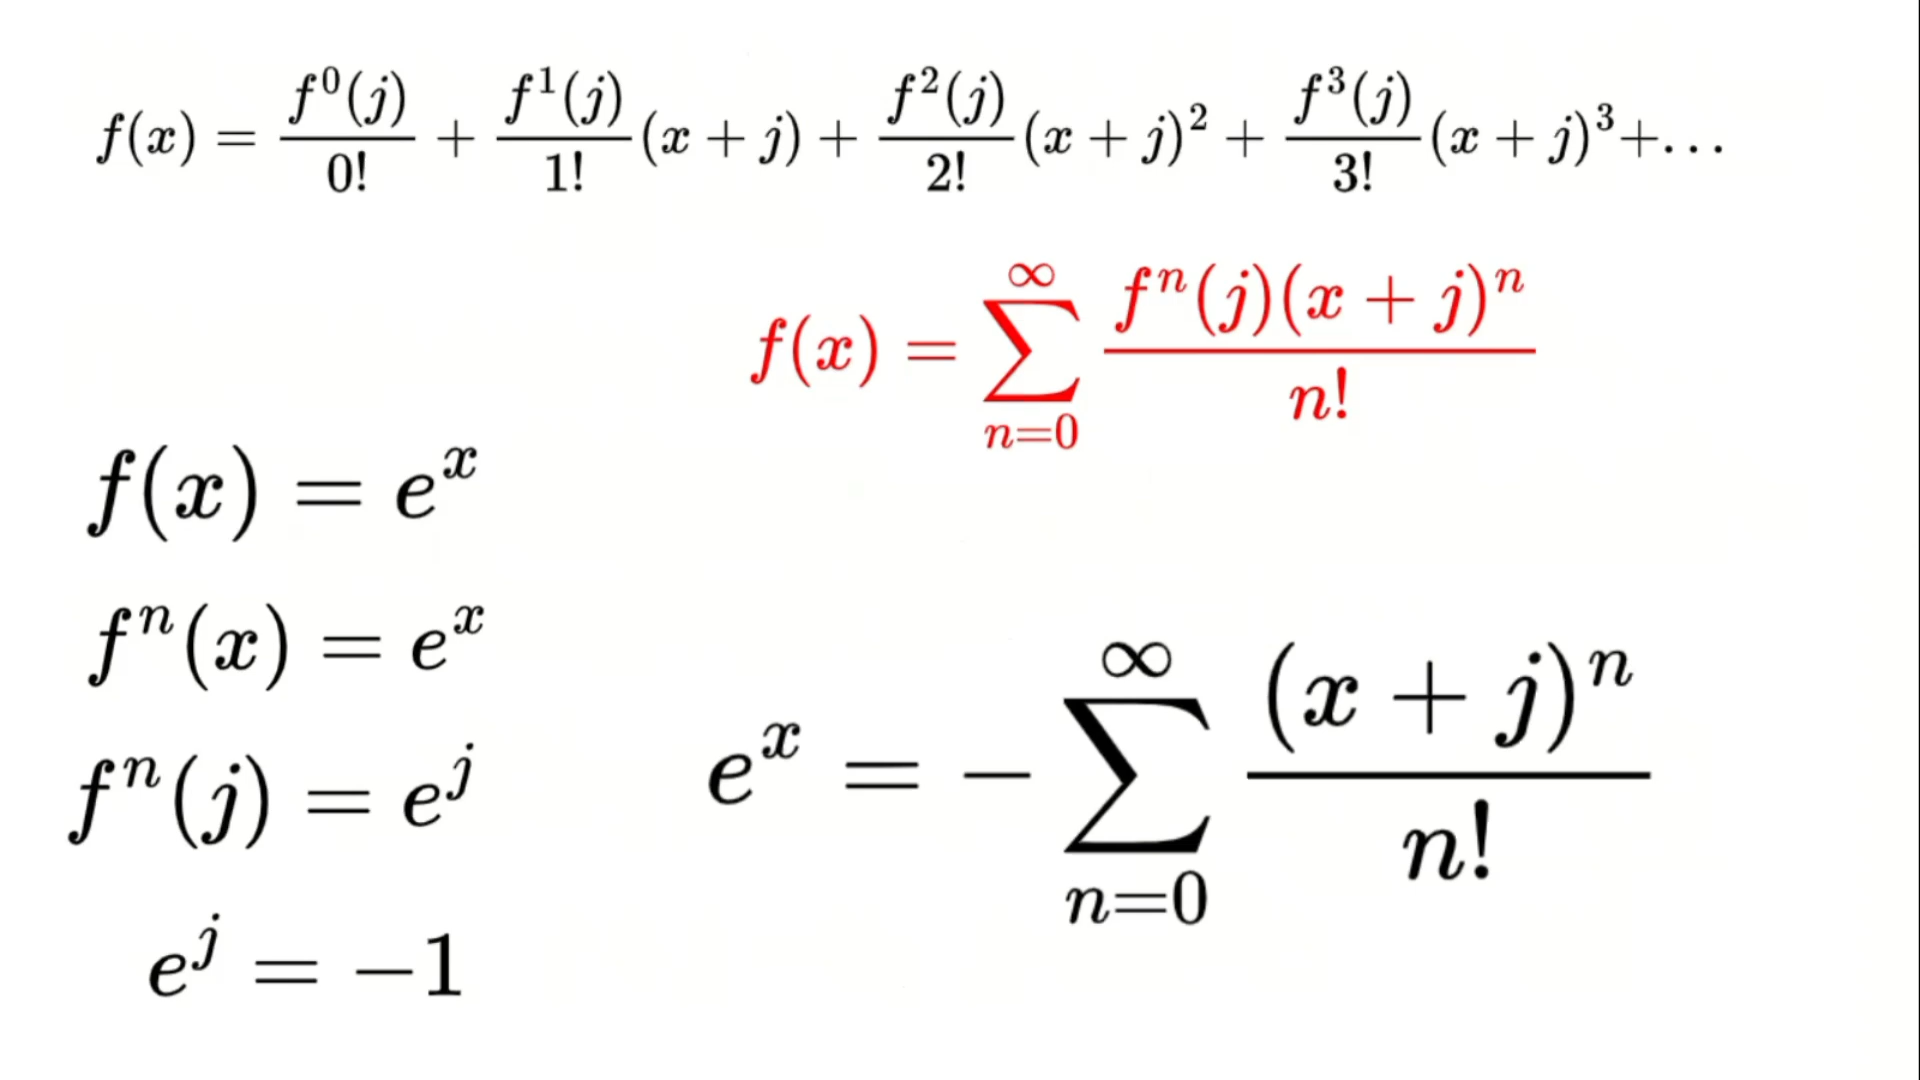 f(x) = f⁰(j)/0! + f¹(j)/1! (x + j) + f²(j)/2! (x + j)² + f³(j)/3! (x + j)³+…
f(x) = ∑_{n=0}^{∞} fⁿ(j)(x + j)ⁿ / n!
f(x) = eˣ
fⁿ(x) = eˣ
fⁿ(j) = eʲ
eʲ = −1
eˣ = − ∑_{n=0}^{∞} (x + j)ⁿ / n!